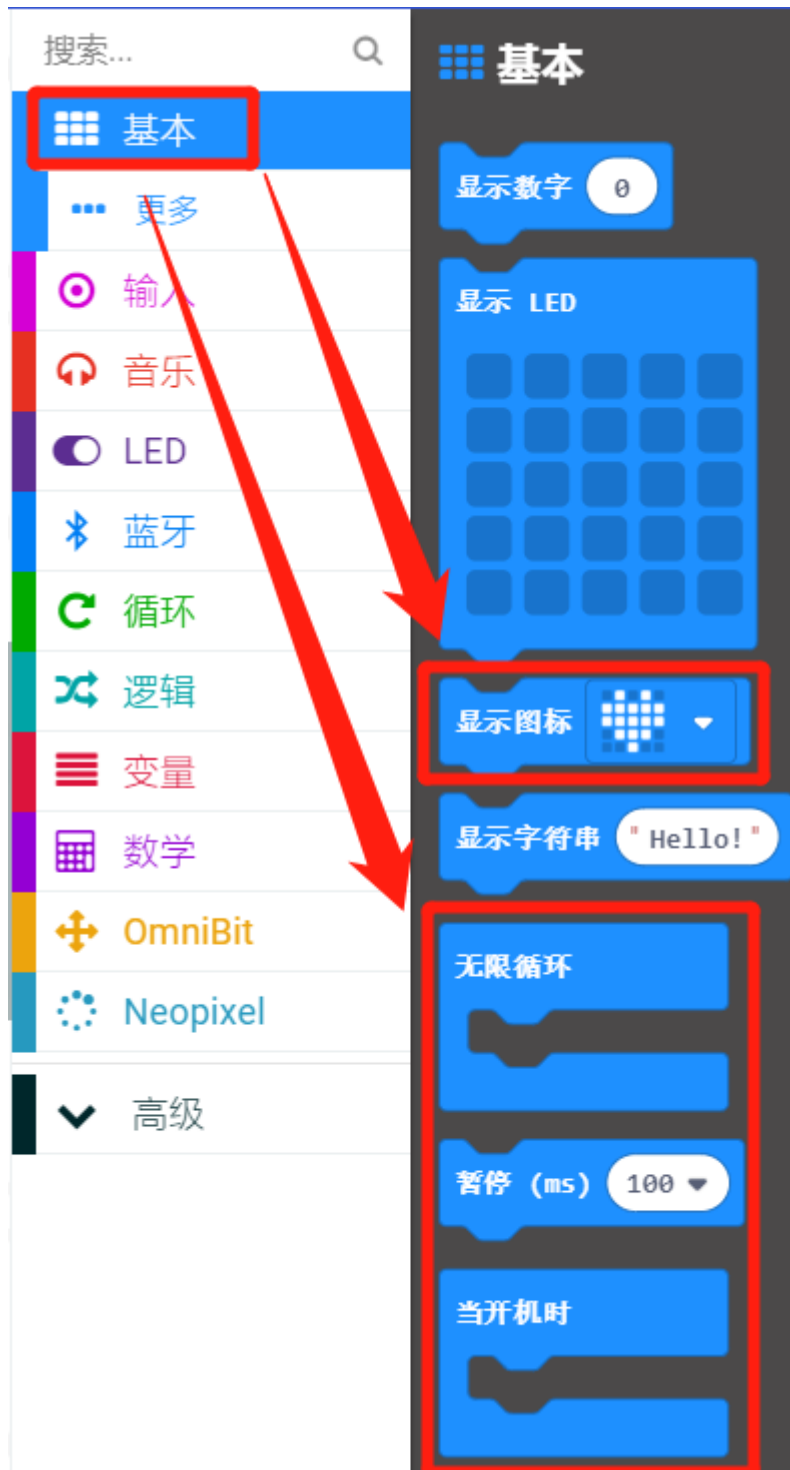 搜索...
基本
更多
输入
音乐
LED
蓝牙
循环
逻辑
变量
数学
OmniBit
Neopixel
高级
基本
显示数字 0
显示 LED
显示图标
显示字符串 "Hello!"
无限循环
暂停 (ms) 100
当开机时